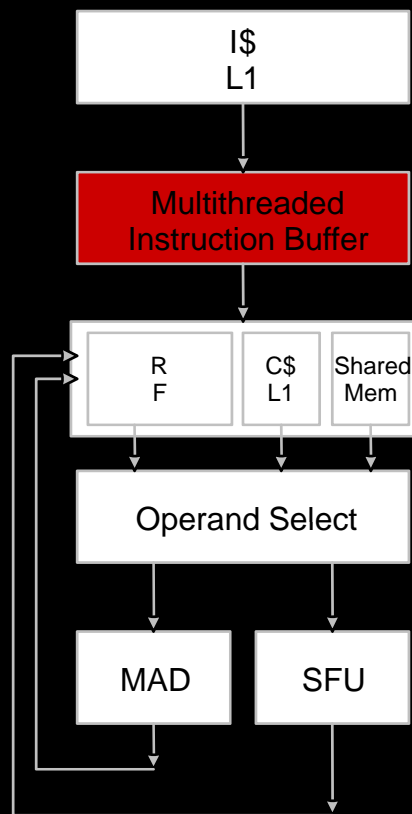 I$
L1
Multithreaded
Instruction Buffer
R
F
C$
L1
Shared
Mem
Operand Select
MAD
SFU